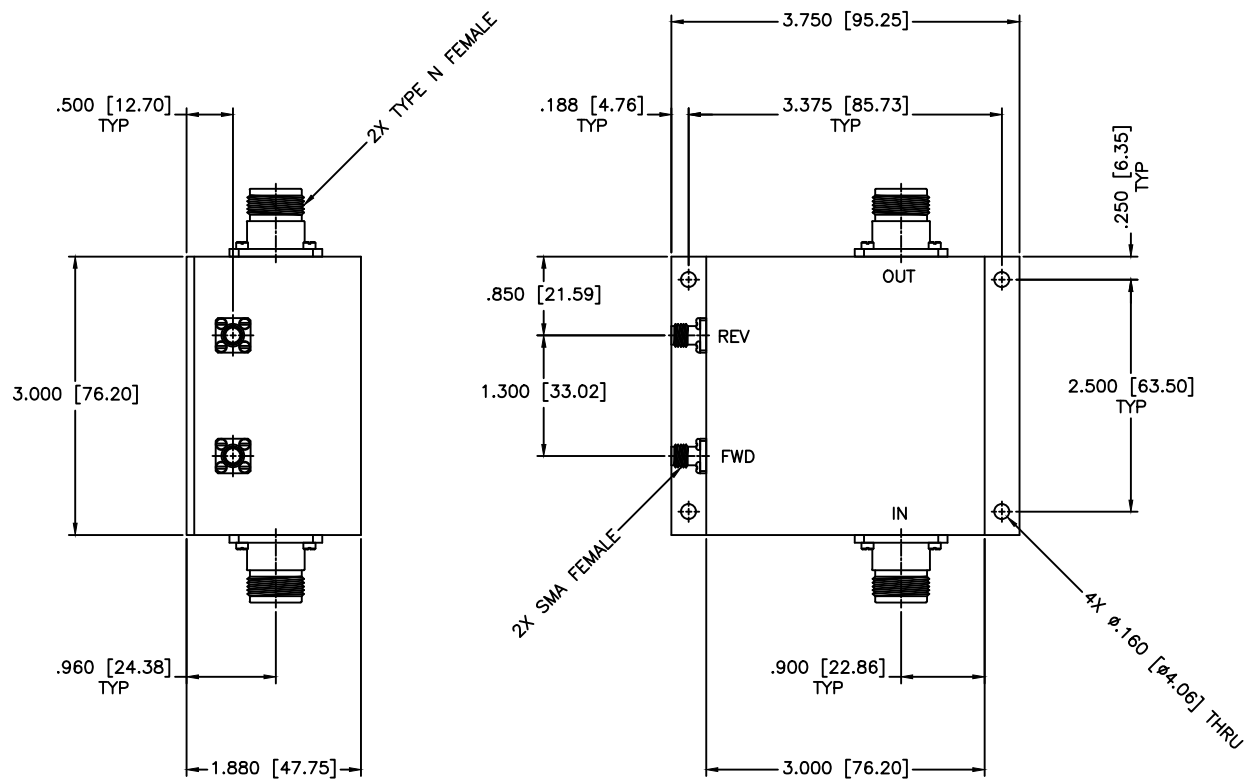 3.750 [95.25]
2X TYPE N FEMALE
.500 [12.70]
TYP
.188 [4.76]
TYP
3.375 [85.73]
TYP
.250 [6.35]
TYP
OUT
.850 [21.59]
REV
3.000 [76.20]
1.300 [33.02]
2.500 [63.50]
TYP
FWD
IN
2X SMA FEMALE
4X ø.160 [ø4.06] THRU
.960 [24.38]
TYP
.900 [22.86]
TYP
1.880 [47.75]
3.000 [76.20]